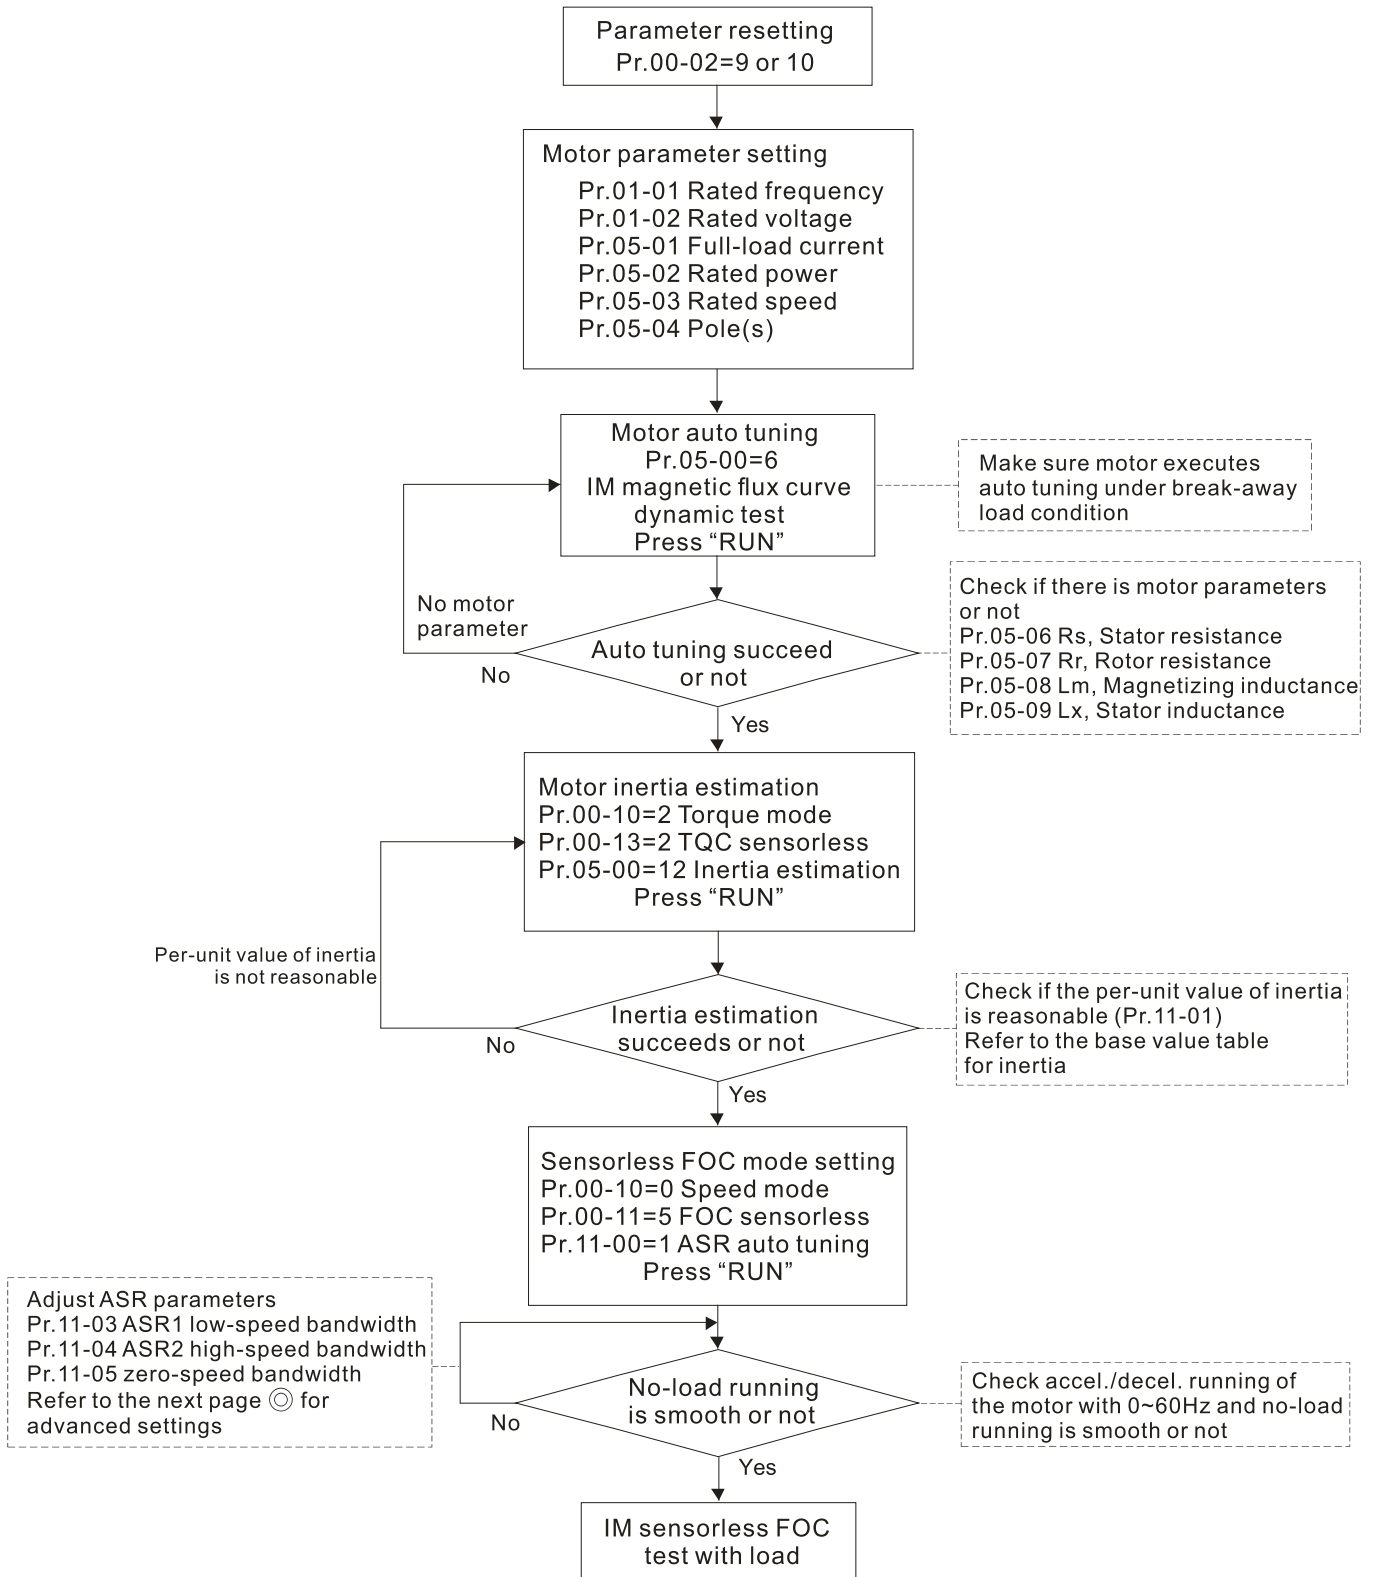 Parameter resetting
Pr.00-02=9 or 10
Motor parameter setting
Pr.01-01 Rated frequency
Pr.01-02 Rated voltage
Pr.05-01 Full-load current
Pr.05-02 Rated power
Pr.05-03 Rated speed
Pr.05-04 Pole(s)
Motor auto tuning
Pr.05-00=6
IM magnetic flux curve
dynamic test
Press “RUN”
Make sure motor executes
auto tuning under break-away
load condition
No motor
parameter
No
Auto tuning succeed
or not
Yes
Check if there is motor parameters
or not
Pr.05-06 Rs, Stator resistance
Pr.05-07 Rr, Rotor resistance
Pr.05-08 Lm, Magnetizing inductance
Pr.05-09 Lx, Stator inductance
Motor inertia estimation
Pr.00-10=2 Torque mode
Pr.00-13=2 TQC sensorless
Pr.05-00=12 Inertia estimation
Press “RUN”
Per-unit value of inertia
is not reasonable
No
Inertia estimation
succeeds or not
Yes
Check if the per-unit value of inertia
is reasonable (Pr.11-01)
Refer to the base value table
for inertia
Sensorless FOC mode setting
Pr.00-10=0 Speed mode
Pr.00-11=5 FOC sensorless
Pr.11-00=1 ASR auto tuning
Press “RUN”
Adjust ASR parameters
Pr.11-03 ASR1 low-speed bandwidth
Pr.11-04 ASR2 high-speed bandwidth
Pr.11-05 zero-speed bandwidth
Refer to the next page ◎ for
advanced settings
No
No-load running
is smooth or not
Yes
Check accel./decel. running of
the motor with 0~60Hz and no-load
running is smooth or not
IM sensorless FOC
test with load